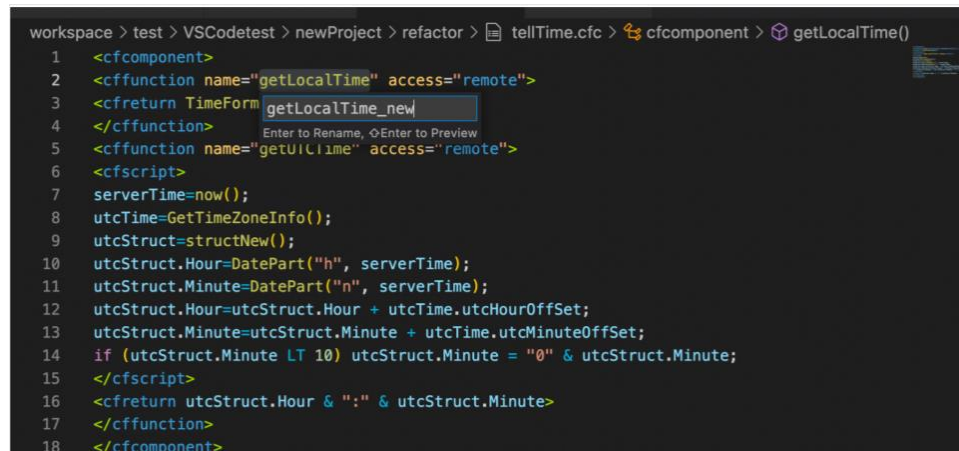 workspace > test > VSCodetest > newProject > refactor > tellTime.cfc > cfcomponent > getLocalTime()
1 <cfcomponent>
2 <cffunction name="getLocalTime" access="remote">
3 <cfreturn TimeForm
getLocalTime_new
4 </cffunction>
Enter to Rename, ⇧Enter to Preview
5 <cffunction name="getUTCTime" access="remote">
6 <cfscript>
7 serverTime=now();
8 utcTime=GetTimeZoneInfo();
9 utcStruct=structNew();
10 utcStruct.Hour=DatePart("h", serverTime);
11 utcStruct.Minute=DatePart("n", serverTime);
12 utcStruct.Hour=utcStruct.Hour + utcTime.utcHourOffSet;
13 utcStruct.Minute=utcStruct.Minute + utcTime.utcMinuteOffSet;
14 if (utcStruct.Minute LT 10) utcStruct.Minute = "0" & utcStruct.Minute;
15 </cfscript>
16 <cfreturn utcStruct.Hour & ":" & utcStruct.Minute>
17 </cffunction>
18 </cfcomponent>